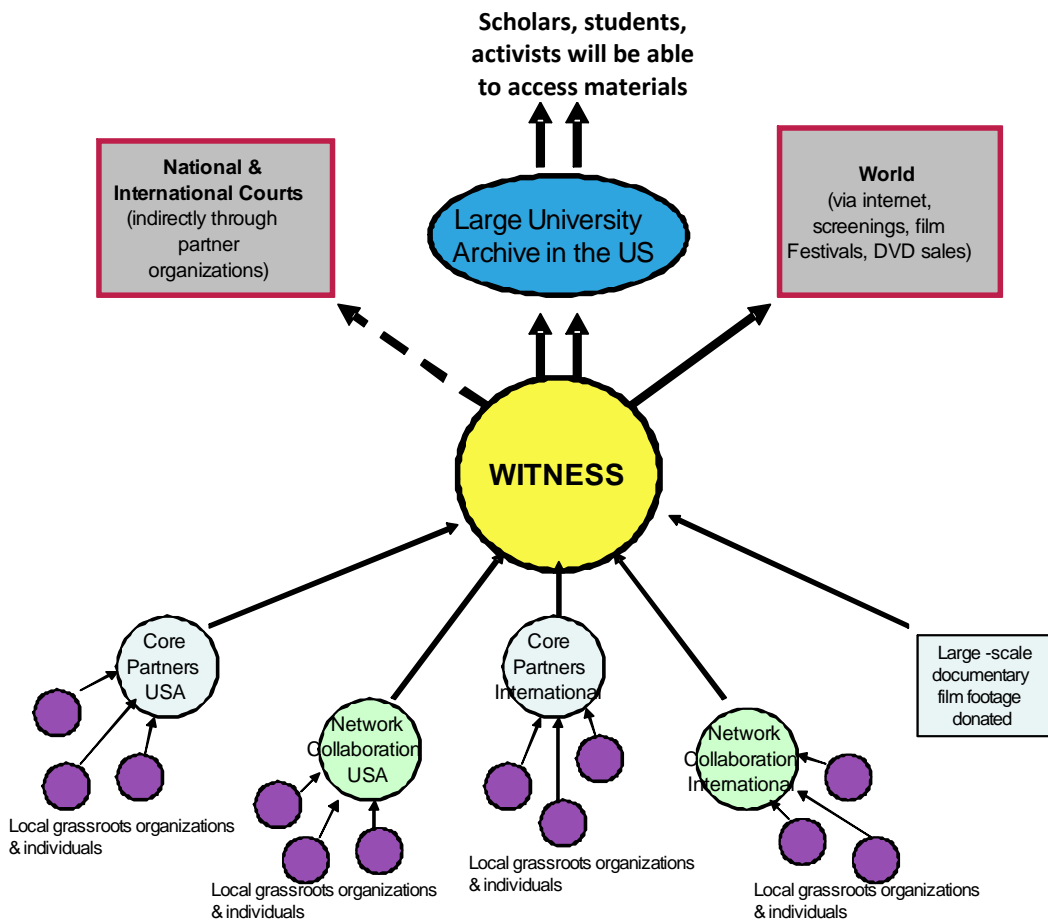 Scholars, students,
activists will be able
to access materials
National &
International Courts
(indirectly through
partner
organizations)
Large University
Archive in the US
World
(via internet,
screenings, film
Festivals, DVD sales)
WITNESS
Core
Partners
USA
Core
Partners
International
Large -scale
documentary
film footage
donated
Network
Collaboration
USA
Network
Collaboration
International
Local grassroots organizations
& individuals
Local grassroots organizations
& individuals
Local grassroots organizations
& individuals
Local grassroots organizations
& individuals